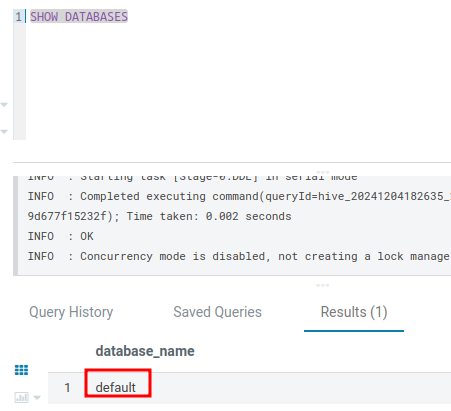 1 SHOW DATABASES
INFO : Starting task [Stage-0:DDL] in serial mode
INFO : Completed executing command(queryId=hive_20241204182635_
9d677f15232f); Time taken: 0.002 seconds
INFO : OK
INFO : Concurrency mode is disabled, not creating a lock manage
Query History Saved Queries Results (1)
database_name
1 default